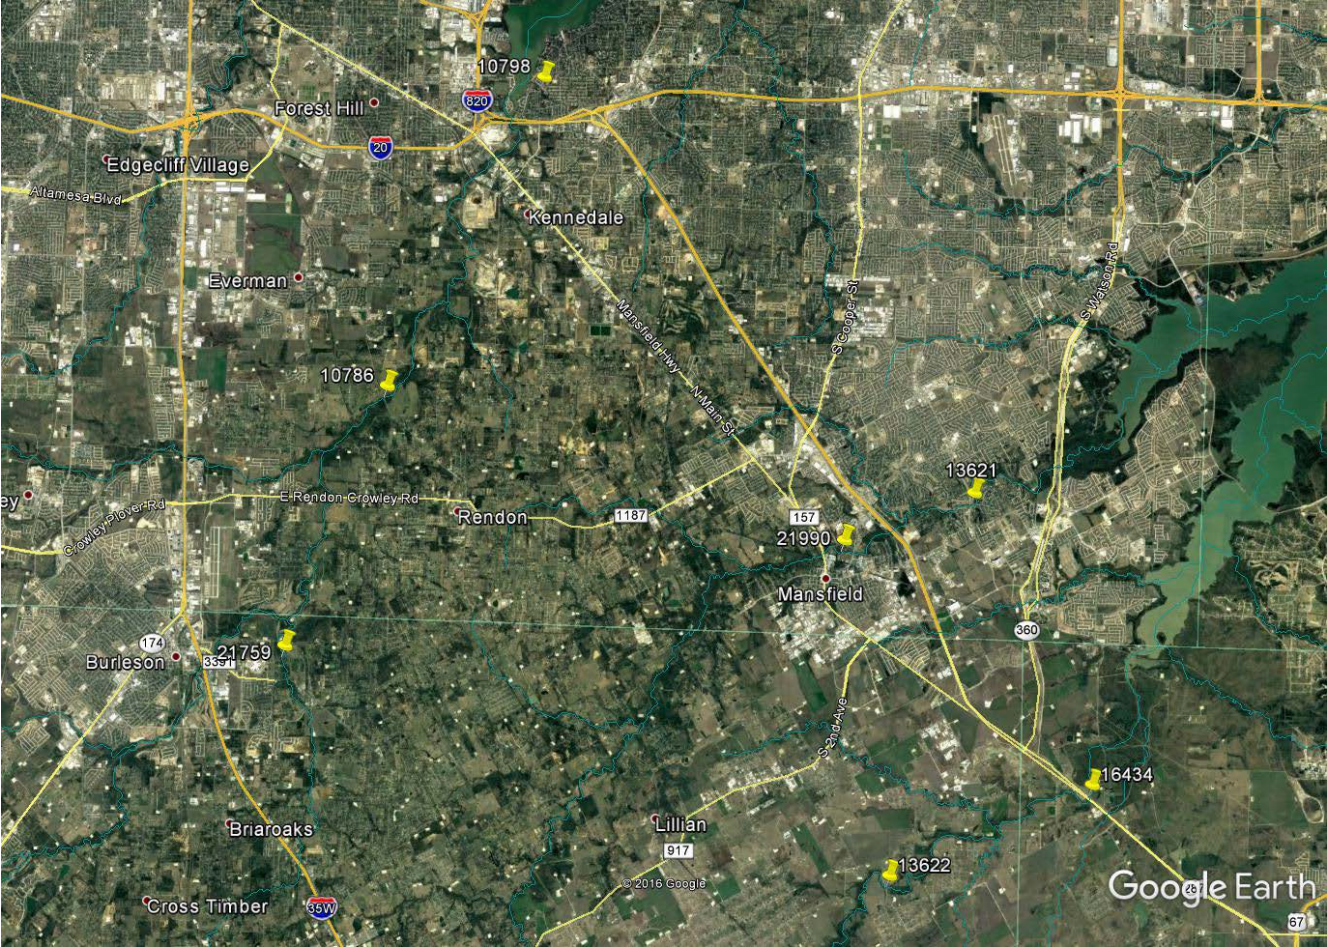 10798
Forest Hill
820
20
Edgecliff Village
Altamesa Blvd
Kennedale
Everman
S Watson Rd
S Cooper St
Mansfield Hwy
10786
N Main St
13621
ey
E Rendon Crowley Rd
Crowley Plover Rd
Rendon
1187
157
21990
Mansfield
360
174
21759
Burleson
3391
S 2nd Ave
16434
Briaroaks
Lillian
917
13622
© 2016 Google
Google Earth
287
Cross Timber
35W
67